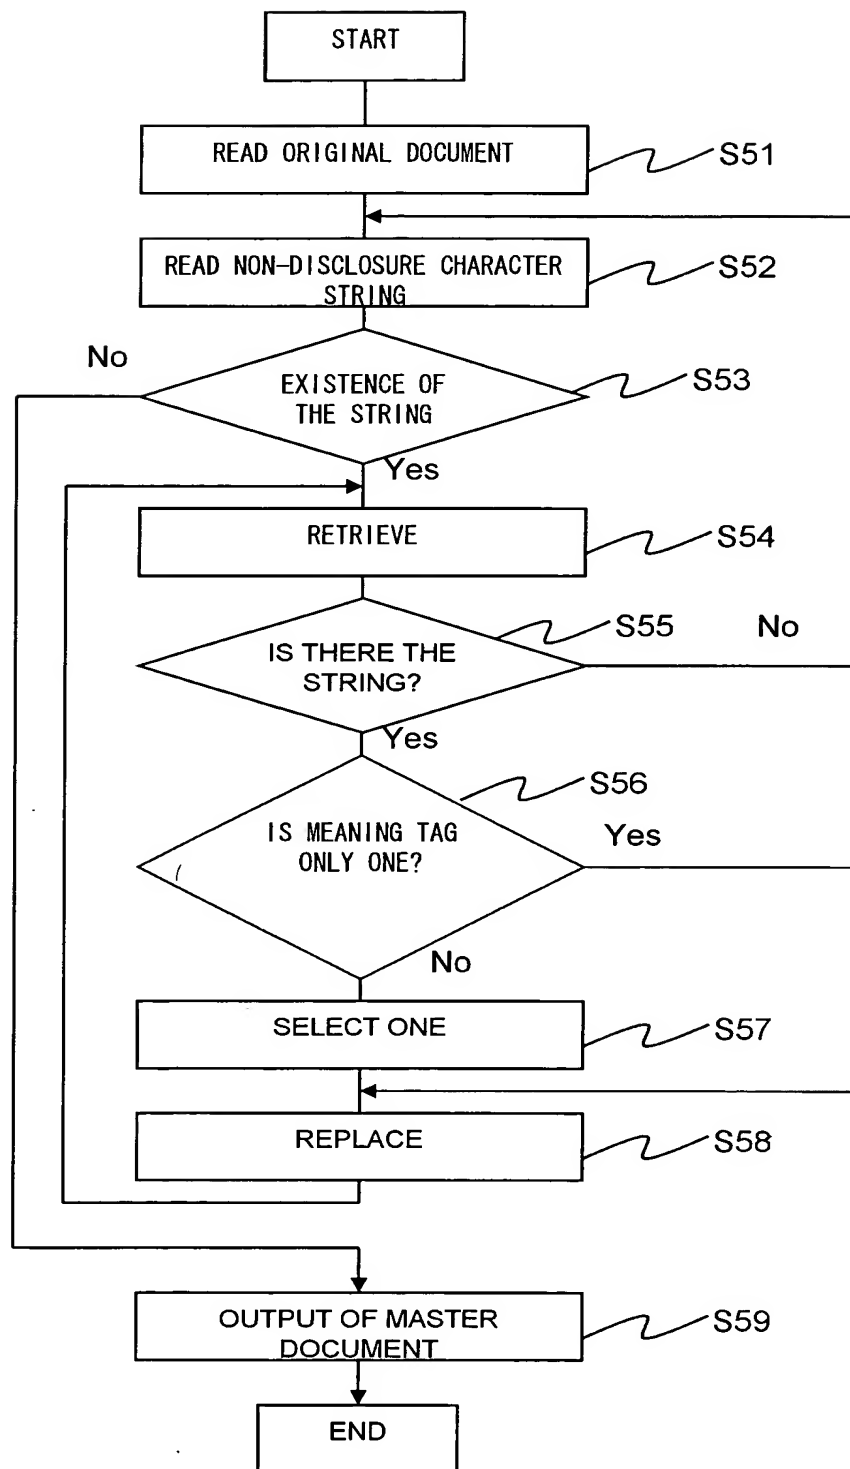 START
READ ORIGINAL DOCUMENT
S51
READ NON-DISCLOSURE CHARACTER
STRING
S52
No
EXISTENCE OF
THE STRING
S53
Yes
RETRIEVE
S54
IS THERE THE
STRING?
S55
No
Yes
IS MEANING TAG
ONLY ONE?
S56
Yes
No
SELECT ONE
S57
REPLACE
S58
OUTPUT OF MASTER
DOCUMENT
S59
END